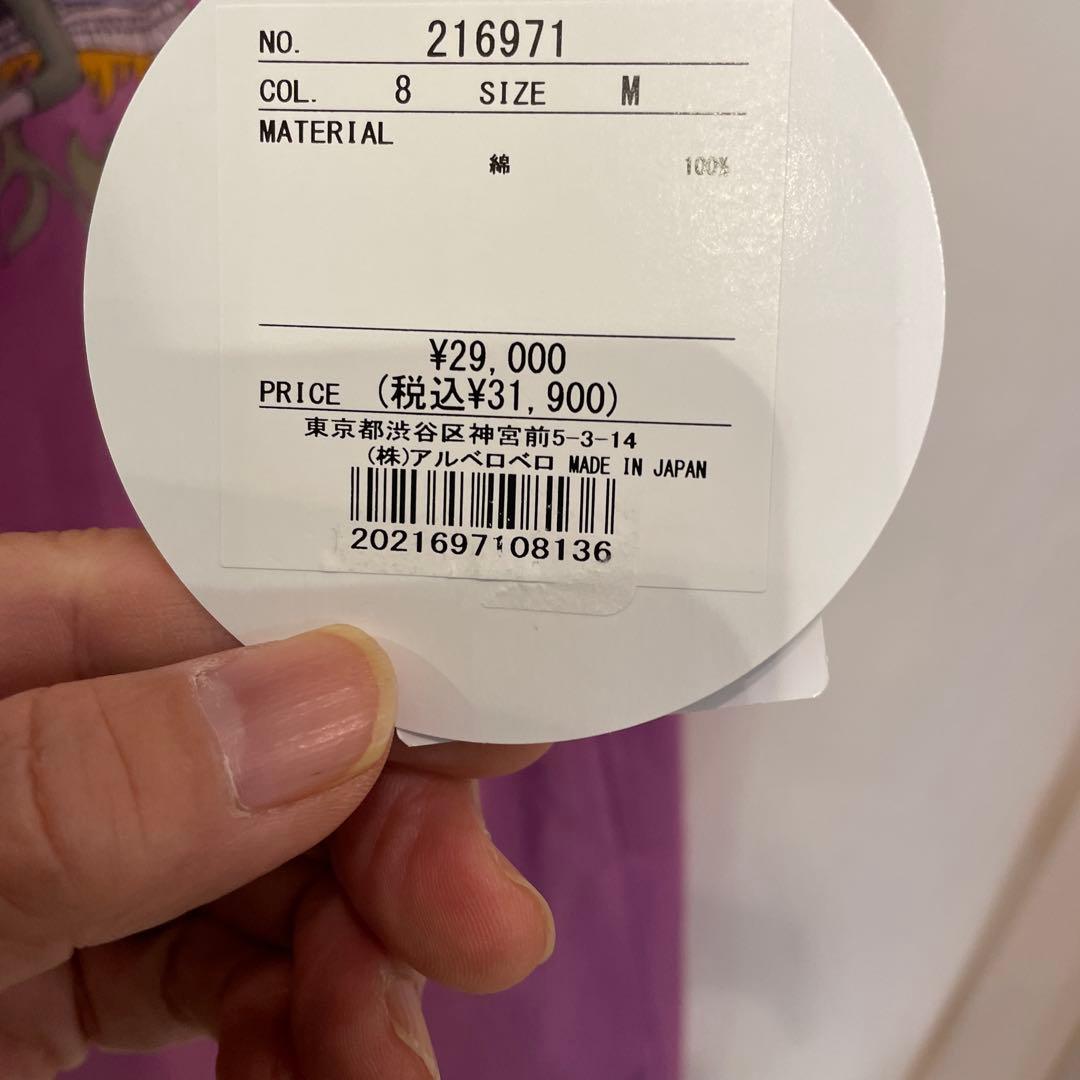 NO. 216971
COL. 8 SIZE M
MATERIAL
綿 100%
¥29,000
PRICE (税込¥31,900)
東京都渋谷区神宮前5-3-14
(株)アルベロベロ MADE IN JAPAN
2021697108136